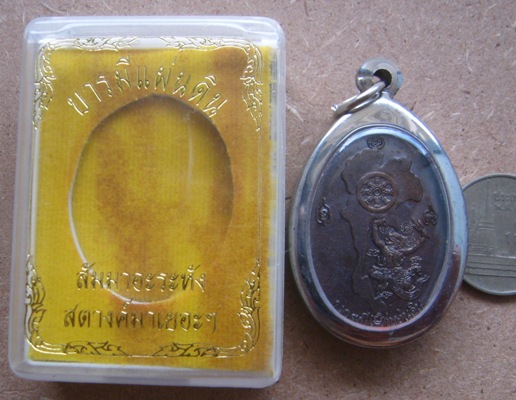 บารมีแผ่นดิน
สัมมาอะระหัง
สตางค์มาเยอะๆ